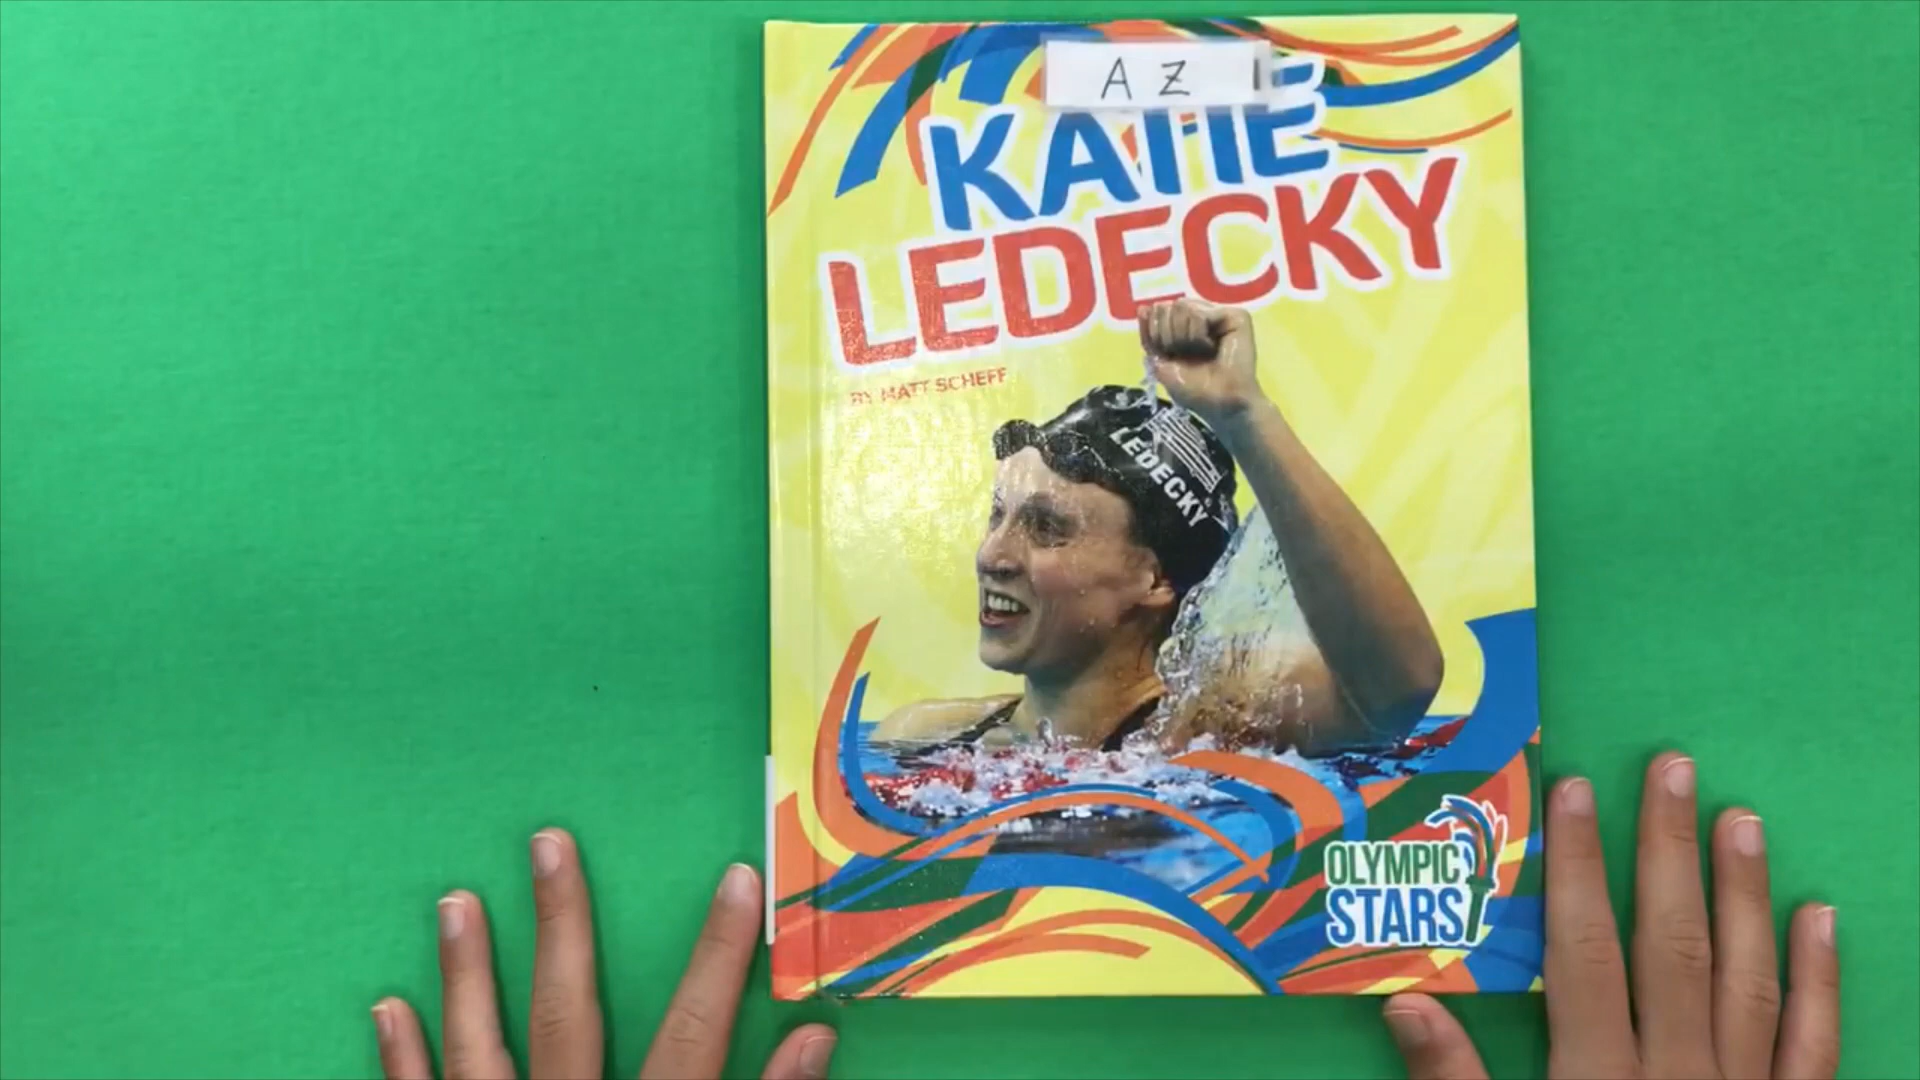 A Z
KATIE
LEDECKY
BY MATT SCHEFF
LEDECKY
OLYMPIC
STARS